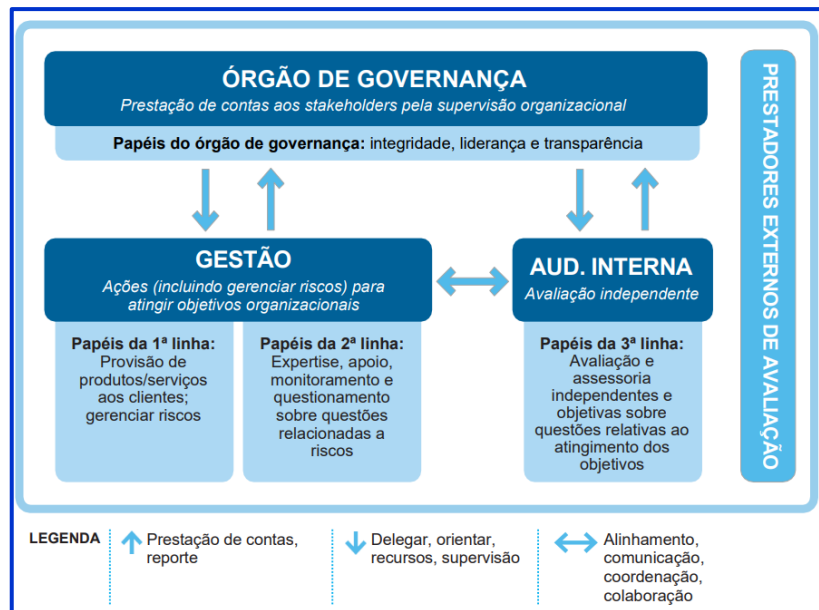 ÓRGÃO DE GOVERNANÇA
Prestação de contas aos stakeholders pela supervisão organizacional
Papéis do órgão de governança: integridade, liderança e transparência
GESTÃO
Ações (incluindo gerenciar riscos) para
atingir objetivos organizacionais
Papéis da 1ª linha:
Provisão de
produtos/serviços
aos clientes;
gerenciar riscos
Papéis da 2ª linha:
Expertise, apoio,
monitoramento e
questionamento
sobre questões
relacionadas a
riscos
AUD. INTERNA
Avaliação independente
Papéis da 3ª linha:
Avaliação e
assessoria
independentes e
objetivas sobre
questões relativas ao
atingimento dos
objetivos
PRESTADORES EXTERNOS DE AVALIAÇÃO
LEGENDA
Prestação de contas,
reporte
Delegar, orientar,
recursos, supervisão
Alinhamento,
comunicação,
coordenação,
colaboração